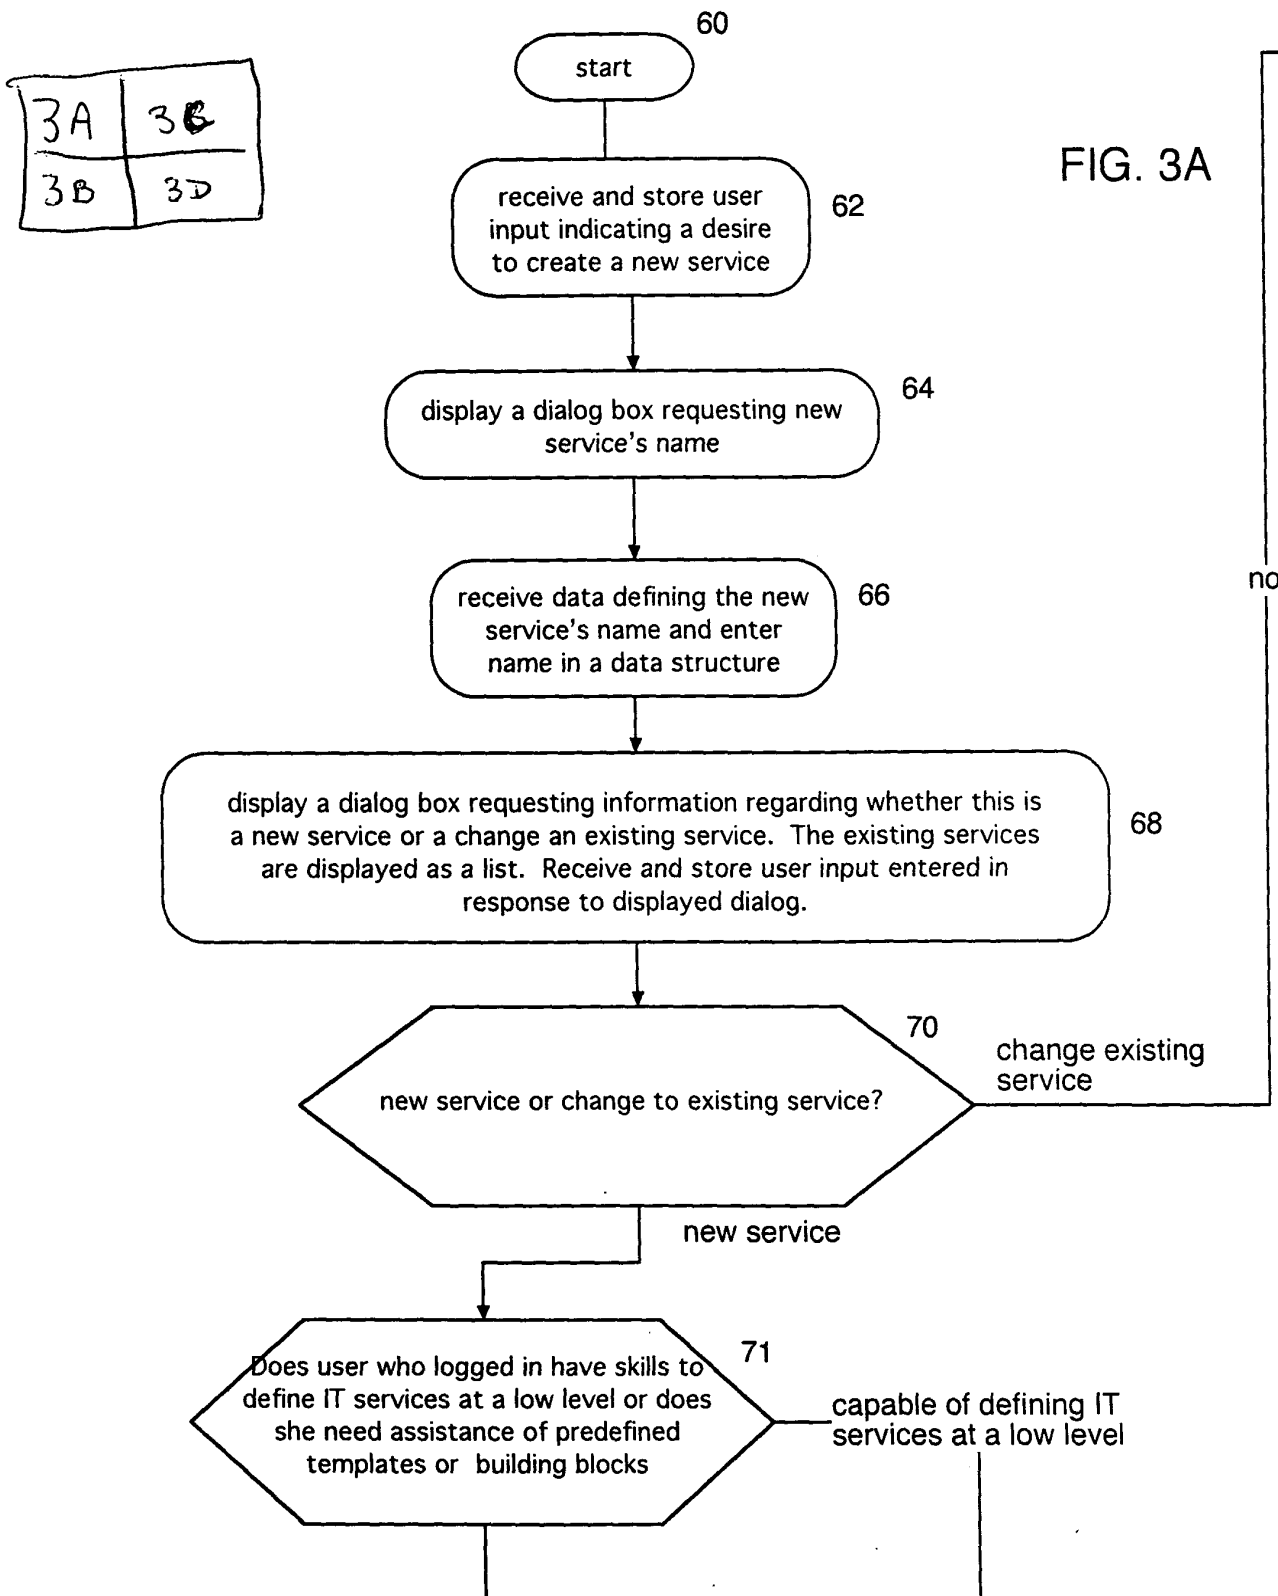 60
start
3A
3C
3B
3D
FIG. 3A
receive and store user
input indicating a desire
to create a new service
62
64
display a dialog box requesting new
service's name
receive data defining the new
service's name and enter
name in a data structure
66
display a dialog box requesting information regarding whether this is
a new service or a change an existing service. The existing services
are displayed as a list. Receive and store user input entered in
response to displayed dialog.
68
no
70
new service or change to existing service?
change existing
service
new service
71
Does user who logged in have skills to
define IT services at a low level or does
she need assistance of predefined
templates or building blocks
capable of defining IT
services at a low level